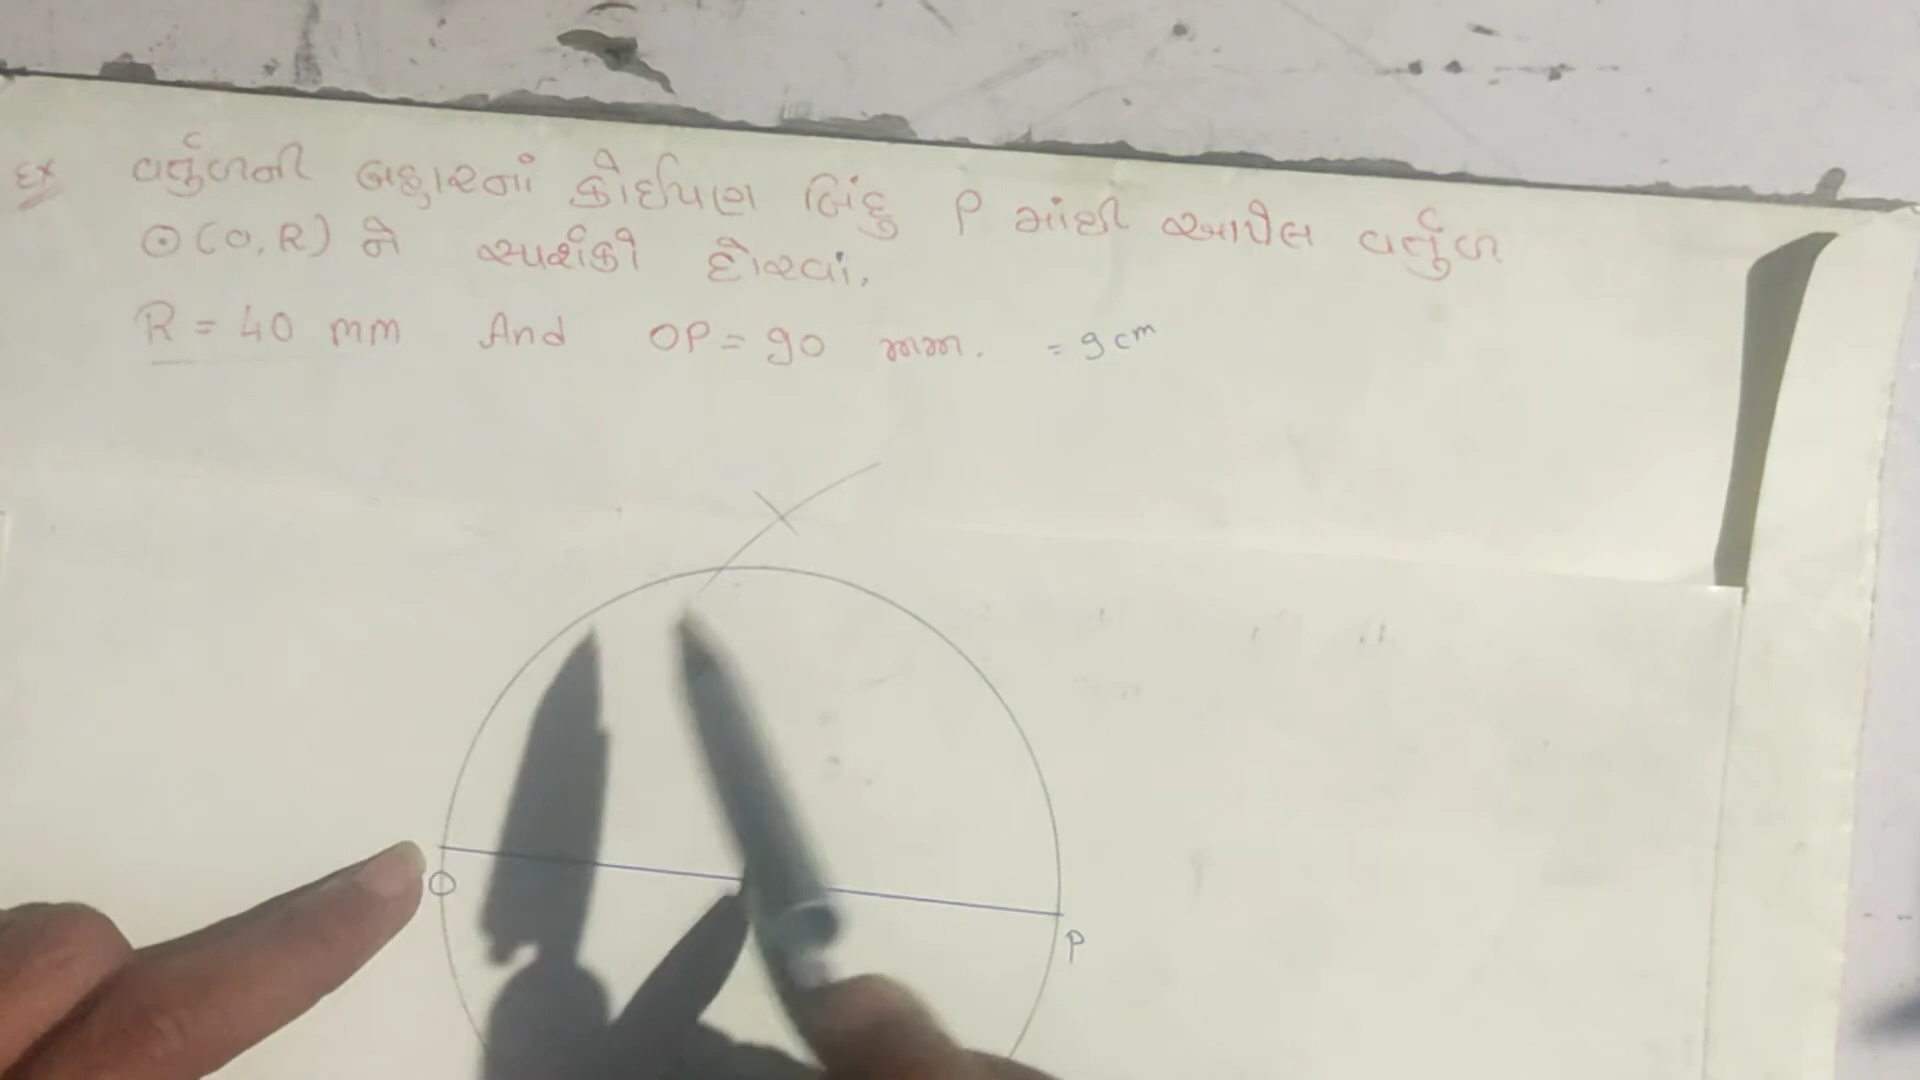 Ex વર્તુળની બહારનાં કોઈપણ બિંદુ P માંથી આપેલ વર્તુળ
⊙(O,R) ને સ્પર્શકો દોરવાં.
R = 40 mm And OP = 90 મમ. = 9 cm
O
P